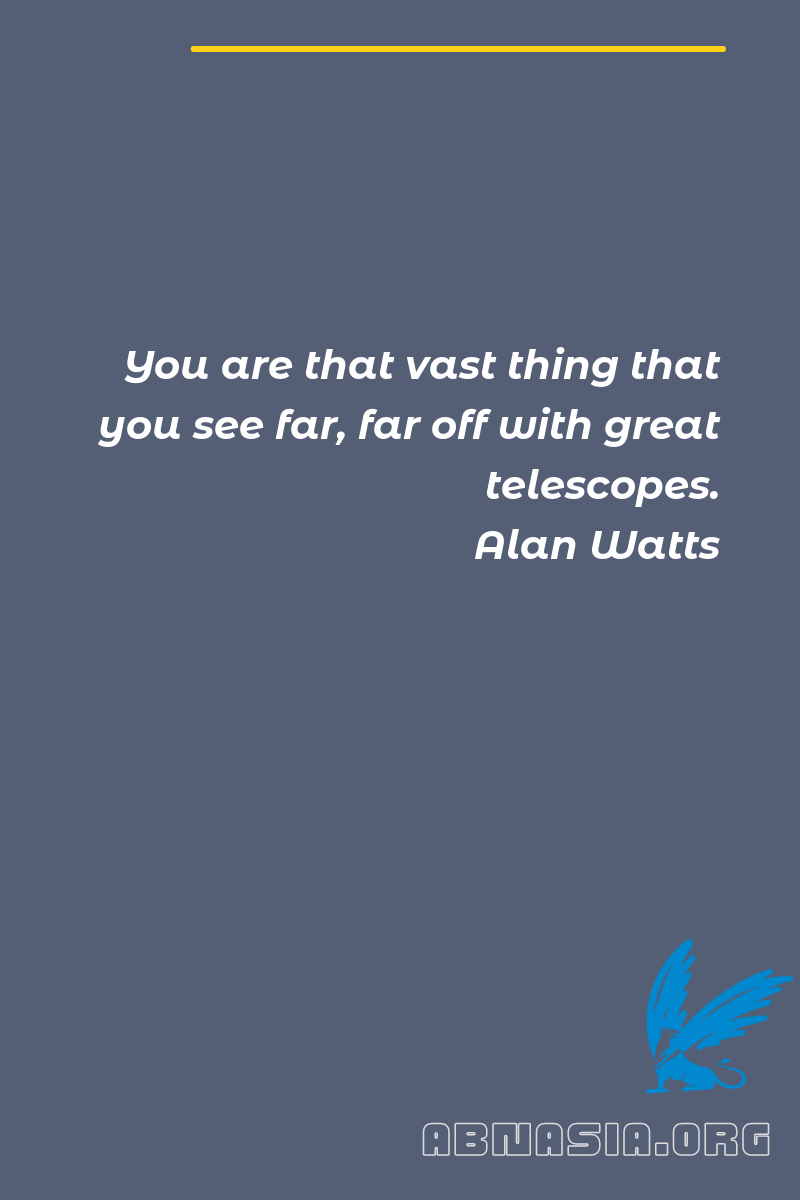 You are that vast thing that
you see far, far off with great
telescopes.
Alan Watts
ABNASIA.ORG